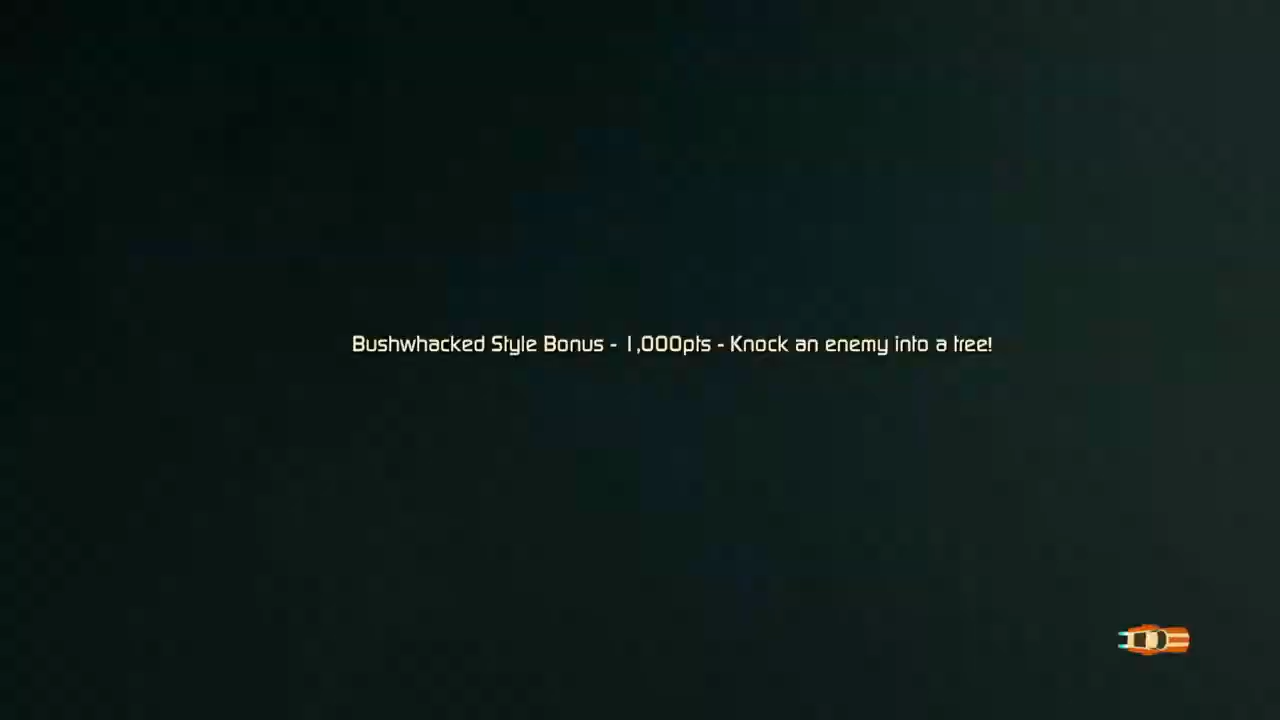 Bushwhacked Style Bonus - 1,000pts - Knock an enemy into a tree!